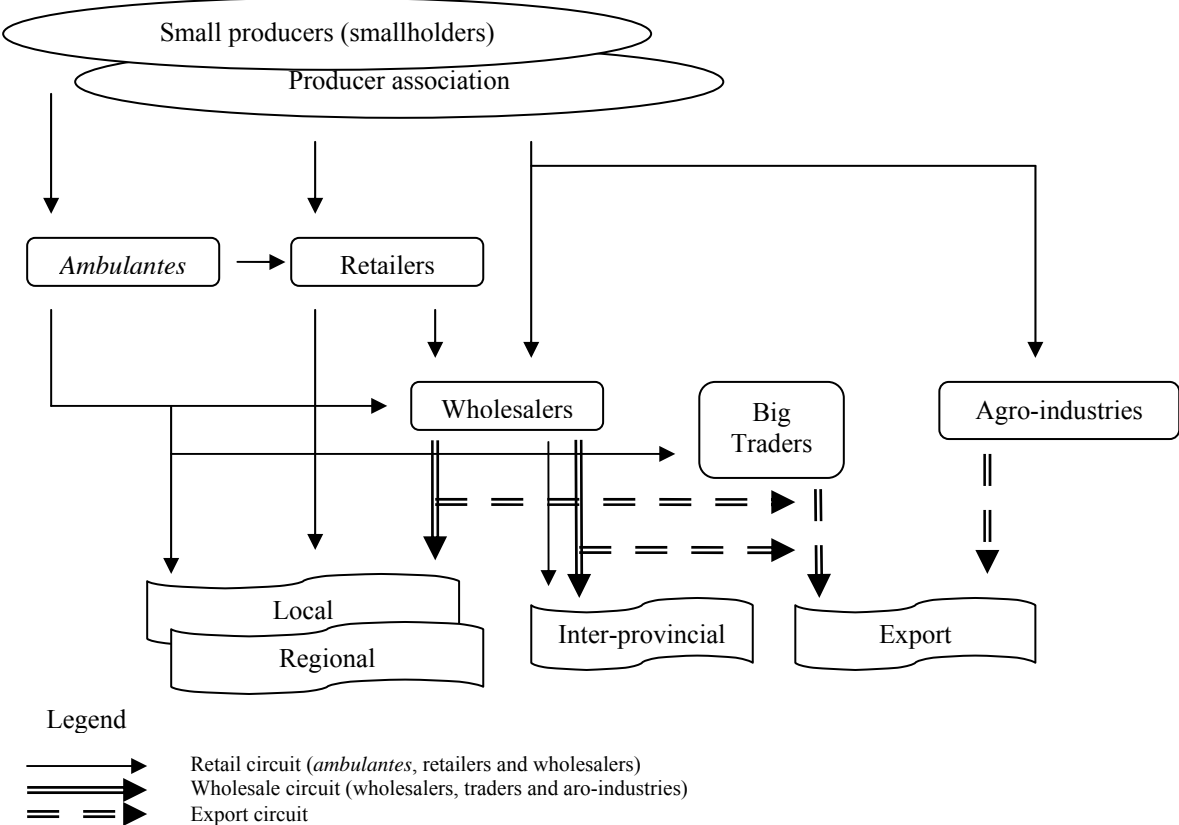 Small producers (smallholders)
Producer association
Ambulantes
Retailers
Wholesalers
Big
Traders
Agro-industries
Local
Regional
Inter-provincial
Export
Legend
Retail circuit (ambulantes, retailers and wholesalers)
Wholesale circuit (wholesalers, traders and aro-industries)
Export circuit